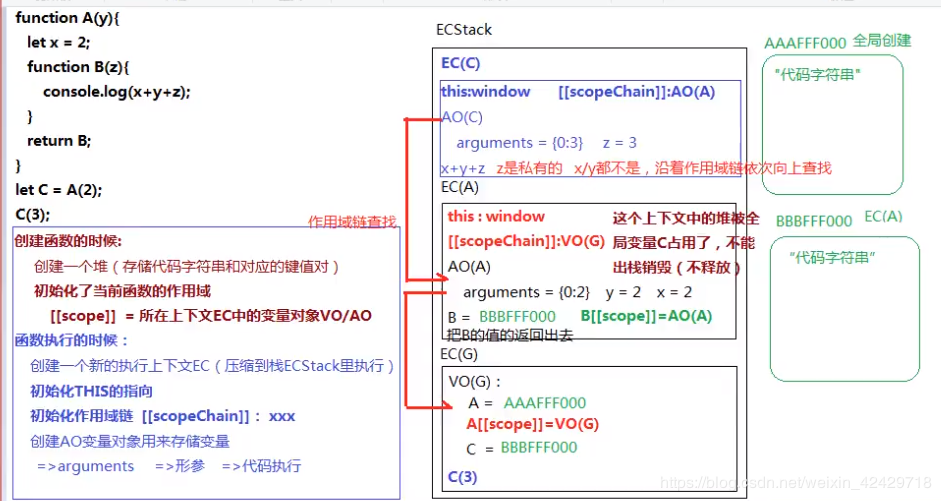 function A(y){
let x = 2;
function B(z){
console.log(x+y+z);
}
return B;
}
let C = A(2);
C(3);
作用域链查找
创建函数的时候:
创建一个堆（存储代码字符串和对应的键值对）
初始化了当前函数的作用域
[[scope]] = 所在上下文EC中的变量对象VO/AO
函数执行的时候：
创建一个新的执行上下文EC（压缩到栈ECStack里执行）
初始化THIS的指向
初始化作用域链 [[scopeChain]]： xxx
创建AO变量对象用来存储变量
=>arguments =>形参 =>代码执行
ECStack
EC(C)
this:window [[scopeChain]]:AO(A)
AO(C)
arguments = {0:3} z = 3
x+y+z z是私有的 x/y都不是，沿着作用域链依次向上查找
EC(A)
this : window
[[scopeChain]]:VO(G)
这个上下文中的堆被全
局变量C占用了，不能
出栈销毁（不释放）
AO(A)
arguments = {0:2} y = 2 x = 2
B = BBBFFF000 B[[scope]]=AO(A)
把B的值的返回出去
EC(G)
VO(G)：
A = AAAFFF000
A[[scope]]=VO(G)
C = BBBFFF000
C(3)
AAAFFF000 全局创建
"代码字符串"
BBBFFF000 EC(A)
“代码字符串”
https://blog.csdn.net/weixin_42429718